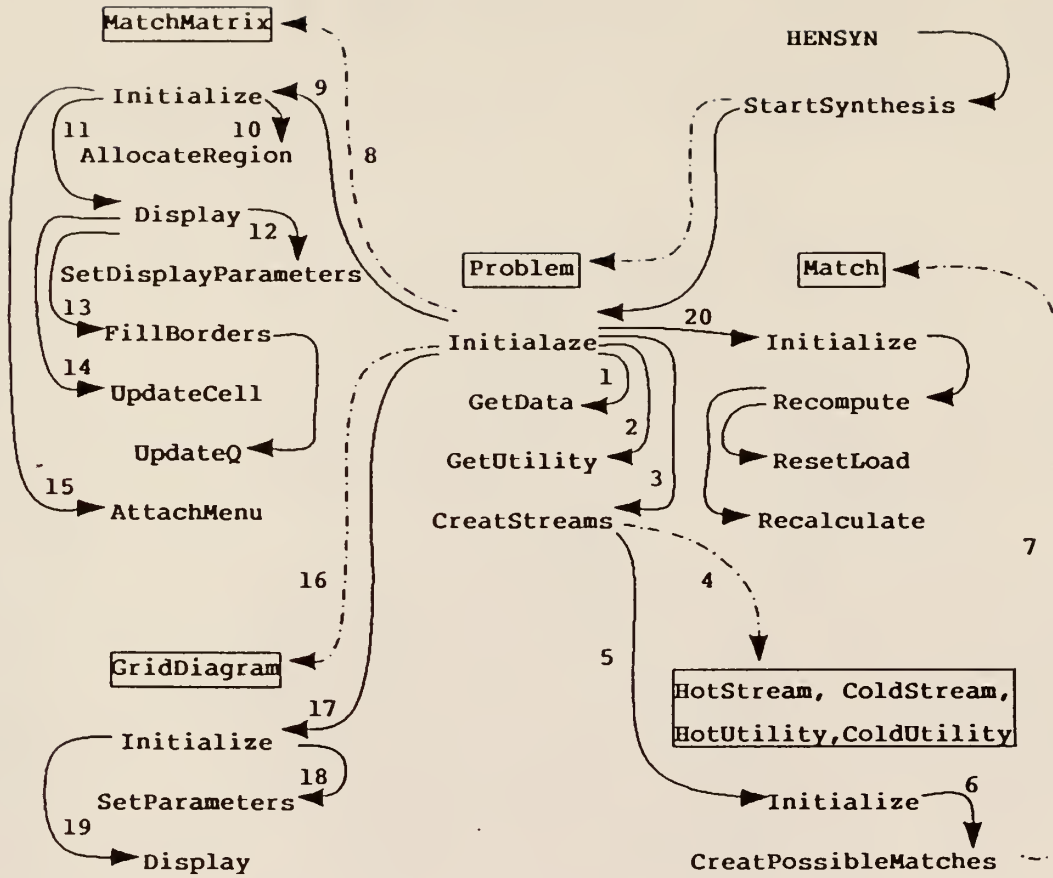 MatchMatrix
HENSYN
9
Initialize
StartSynthesis
11
10
AllocateRegion
8
Display
12
SetDisplayParameters
Problem
Match
13
FillBorders
20
Initialaze
Initialize
14
UpdateCell
1
GetData
Recompute
UpdateQ
2
GetUtility
ResetLoad
3
15
AttachMenu
CreatStreams
Recalculate
7
16
4
5
GridDiagram
HotStream, ColdStream,
HotUtility,ColdUtility
17
Initialize
18
SetParameters
6
Initialize
19
Display
CreatPossibleMatches